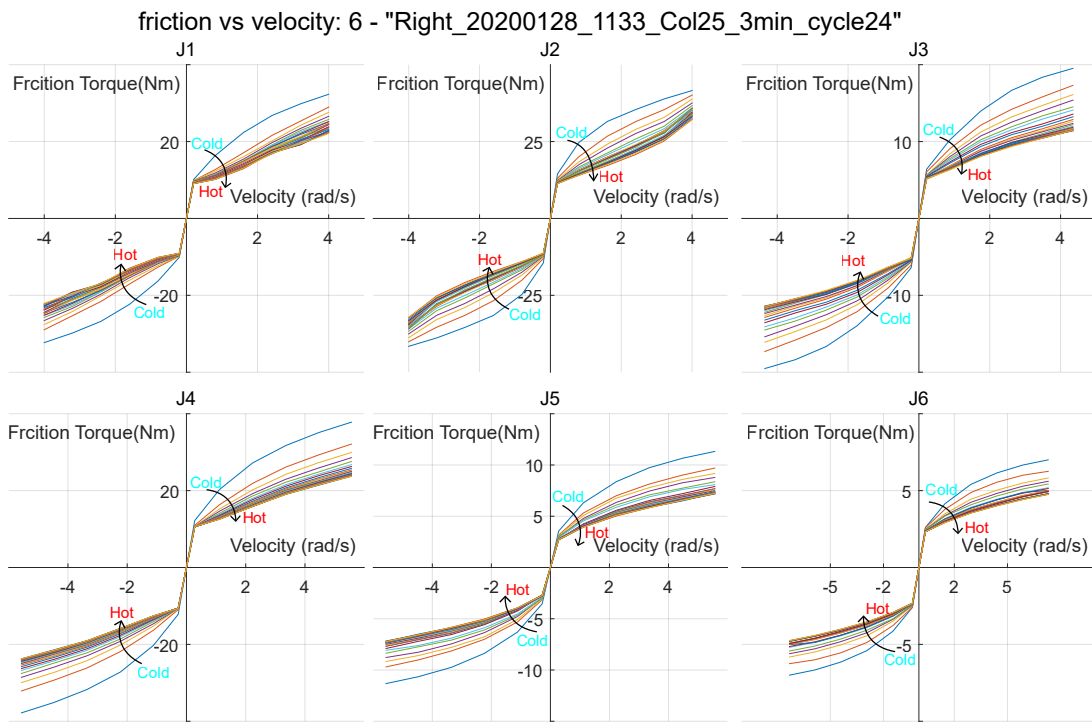 friction vs velocity: 6 - "Right_20200128_1133_Col25_3min_cycle24"
J1
Frcition Torque(Nm)
20
Cold
Hot
Velocity (rad/s)
-4 -2 2 4
Hot
-20
Cold
J2
Frcition Torque(Nm)
25
Cold
Hot
Velocity (rad/s)
-4 -2 2 4
Hot
-25
Cold
J3
Frcition Torque(Nm)
10
Cold
Hot
Velocity (rad/s)
-4 -2 2 4
Hot
-10
Cold
J4
Frcition Torque(Nm)
20
Cold
Hot
Velocity (rad/s)
-4 -2 2 4
Hot
-20
Cold
J5
Frcition Torque(Nm)
10
Cold
5
Hot
Velocity (rad/s)
-4 -2 2 4
Hot
-5
Cold
-10
J6
Frcition Torque(Nm)
5
Cold
Hot
Velocity (rad/s)
-5 -2 2 5
Hot
-5
Cold